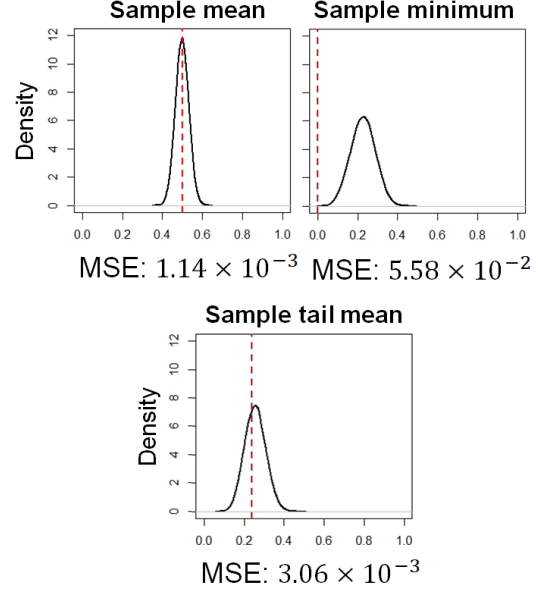 Sample mean
Density
0 2 4 6 8 10 12
0.0 0.2 0.4 0.6 0.8 1.0
MSE: 1.14 × 10⁻³
Sample minimum
0.0 0.2 0.4 0.6 0.8 1.0
MSE: 5.58 × 10⁻²
Sample tail mean
Density
0 2 4 6 8 10 12
0.0 0.2 0.4 0.6 0.8 1.0
MSE: 3.06 × 10⁻³